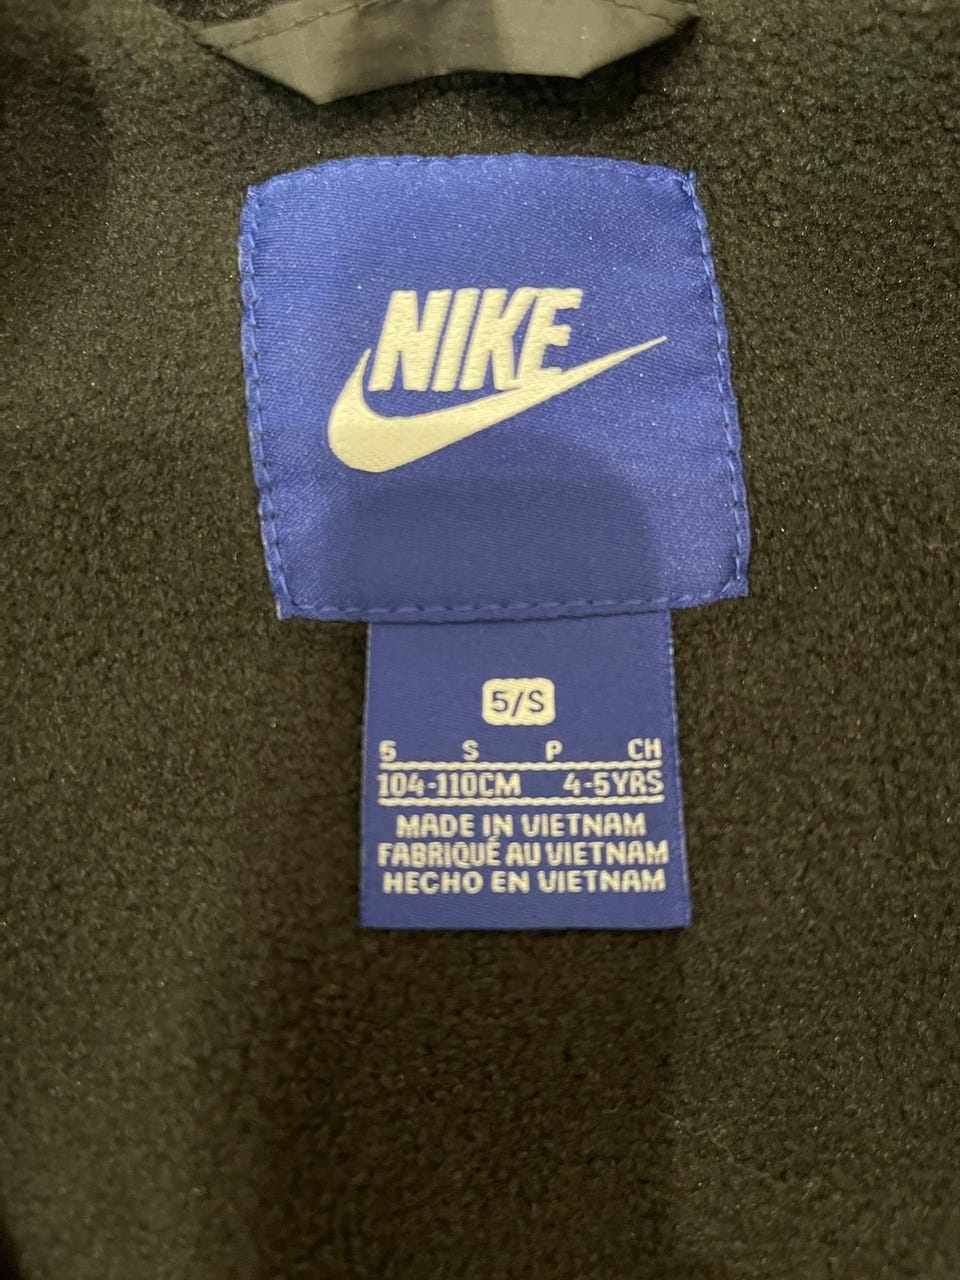 NIKE
5/S
5 S P CH
104-110CM 4-5YRS
MADE IN VIETNAM
FABRIQUÉ AU VIETNAM
HECHO EN VIETNAM